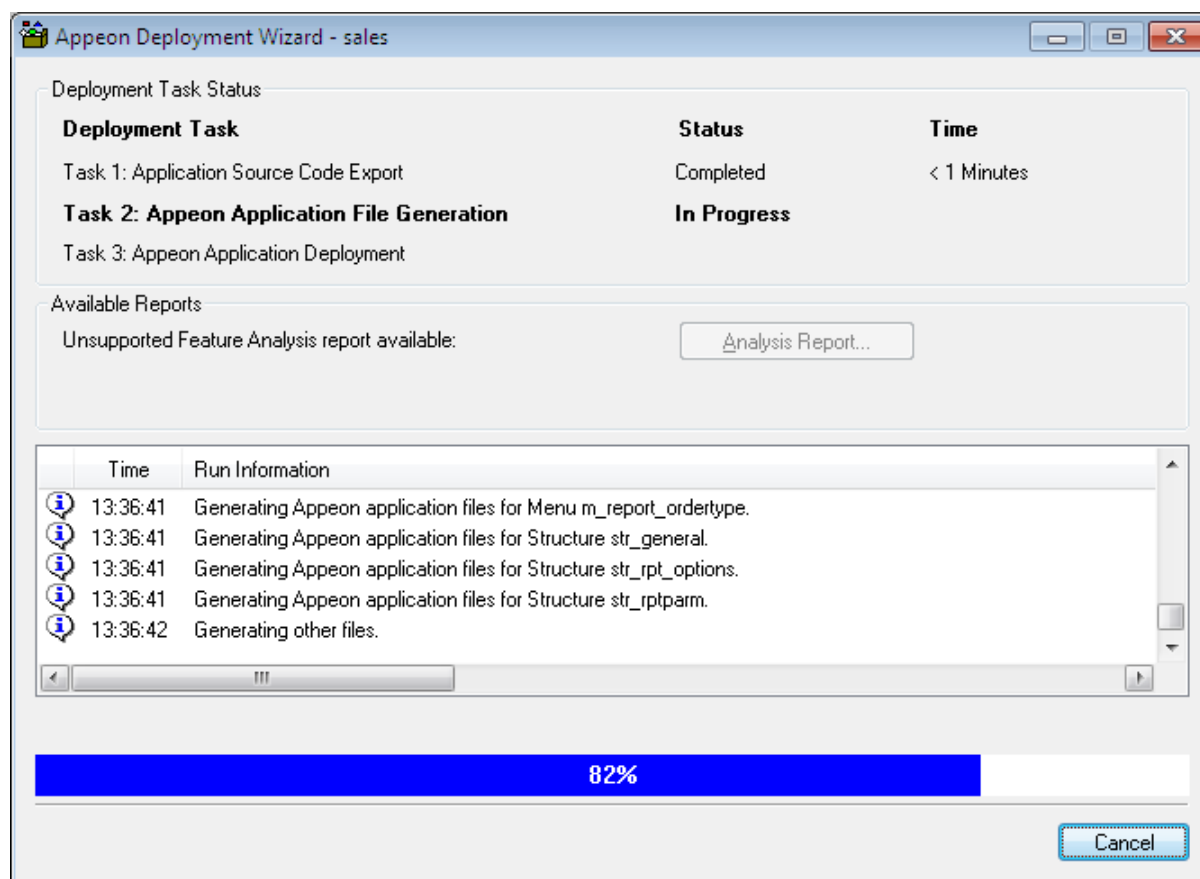 Appeon Deployment Wizard - sales
Deployment Task Status
Deployment Task Status Time
Task 1: Application Source Code Export Completed < 1 Minutes
Task 2: Appeon Application File Generation In Progress
Task 3: Appeon Application Deployment
Available Reports
Unsupported Feature Analysis report available: Analysis Report...
Time Run Information
13:36:41 Generating Appeon application files for Menu m_report_ordertype.
13:36:41 Generating Appeon application files for Structure str_general.
13:36:41 Generating Appeon application files for Structure str_rpt_options.
13:36:41 Generating Appeon application files for Structure str_rptparm.
13:36:42 Generating other files.
82%
Cancel